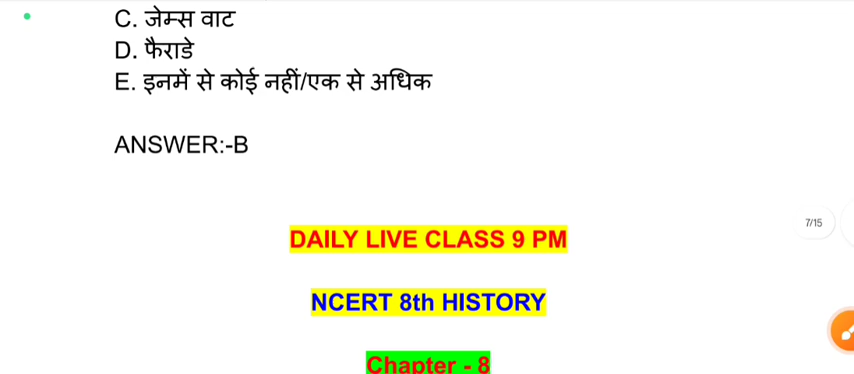 C. जेम्स वाट
D. फैराडे
E. इनमें से कोई नहीं/एक से अधिक
ANSWER:-B
7/15
DAILY LIVE CLASS 9 PM
NCERT 8th HISTORY
Chapter - 8